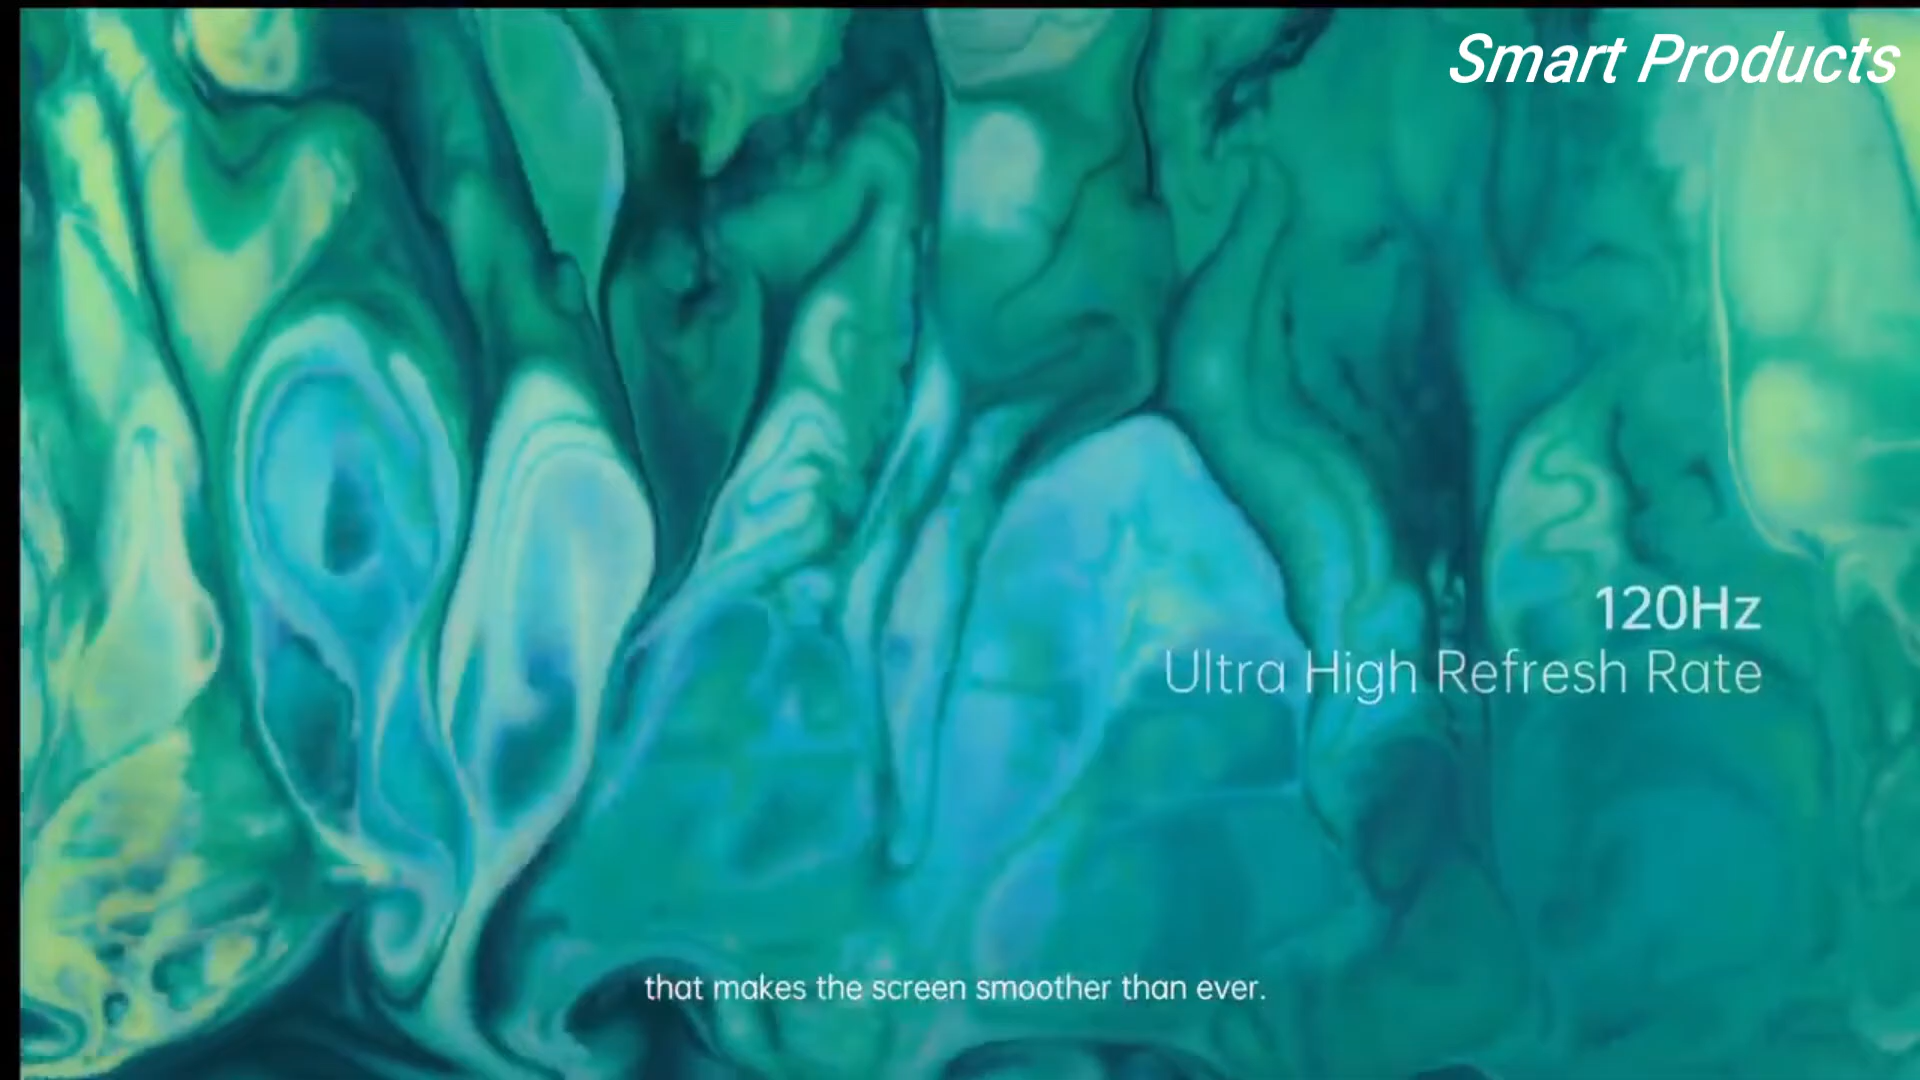 Smart Products
120Hz
Ultra High Refresh Rate
that makes the screen smoother than ever.